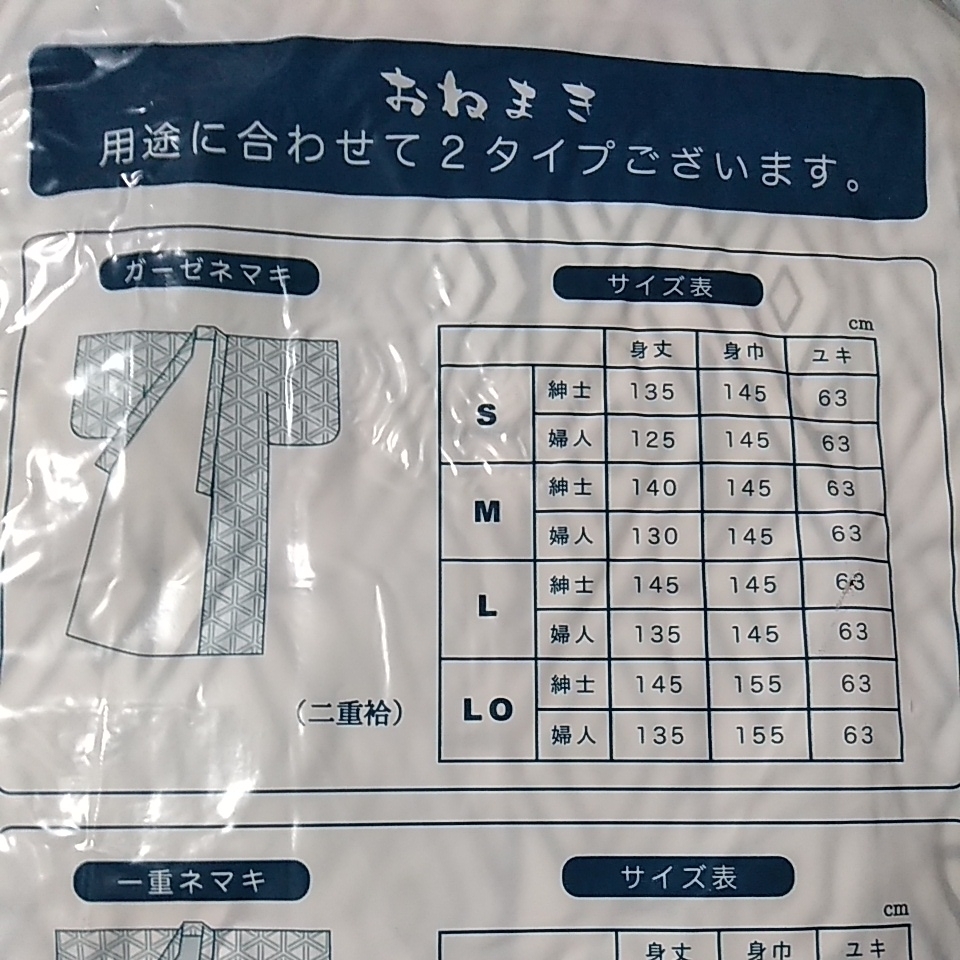 おねまき
用途に合わせて2タイプございます。
ガーゼネマキ
サイズ表
cm
身丈 身巾 ユキ
S 紳士 135 145 63
婦人 125 145 63
M 紳士 140 145 63
婦人 130 145 63
L 紳士 145 145 63
婦人 135 145 63
LO 紳士 145 155 63
婦人 135 155 63
（二重袷）
一重ネマキ
サイズ表
cm
身丈 身巾 ユキ